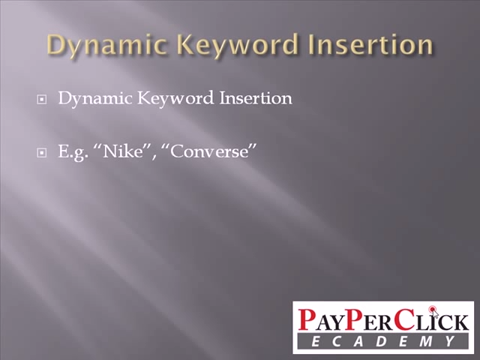 Dynamic Keyword Insertion
Dynamic Keyword Insertion
E.g. “Nike”, “Converse”
PAYPERCLICK
ECADEMY